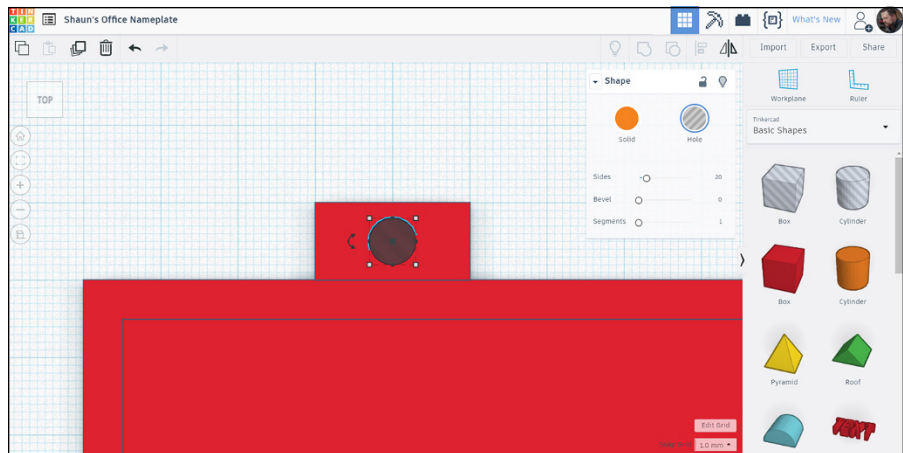 TIN
KER
CAD
Shaun's Office Nameplate
What's New
Import
Export
Share
TOP
Shape
Solid
Hole
Sides
20
Bevel
0
Segments
1
Workplane
Ruler
Tinkercad
Basic Shapes
Box
Cylinder
Box
Cylinder
Pyramid
Roof
TEXT
Edit Grid
Snap Grid
1.0 mm